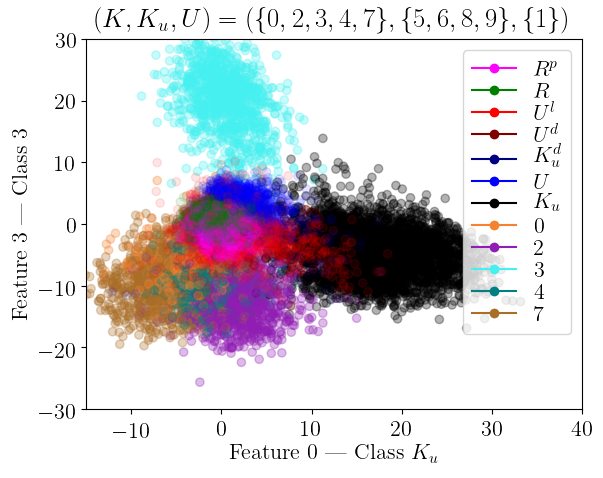 (K, K_u, U) = ({0, 2, 3, 4, 7}, {5, 6, 8, 9}, {1})
30
20
10
0
−10
−20
−30
Feature 3 — Class 3
R^p
R
U^l
U^d
K_u^d
U
K_u
0
2
3
4
7
−10
0
10
20
30
40
Feature 0 — Class K_u